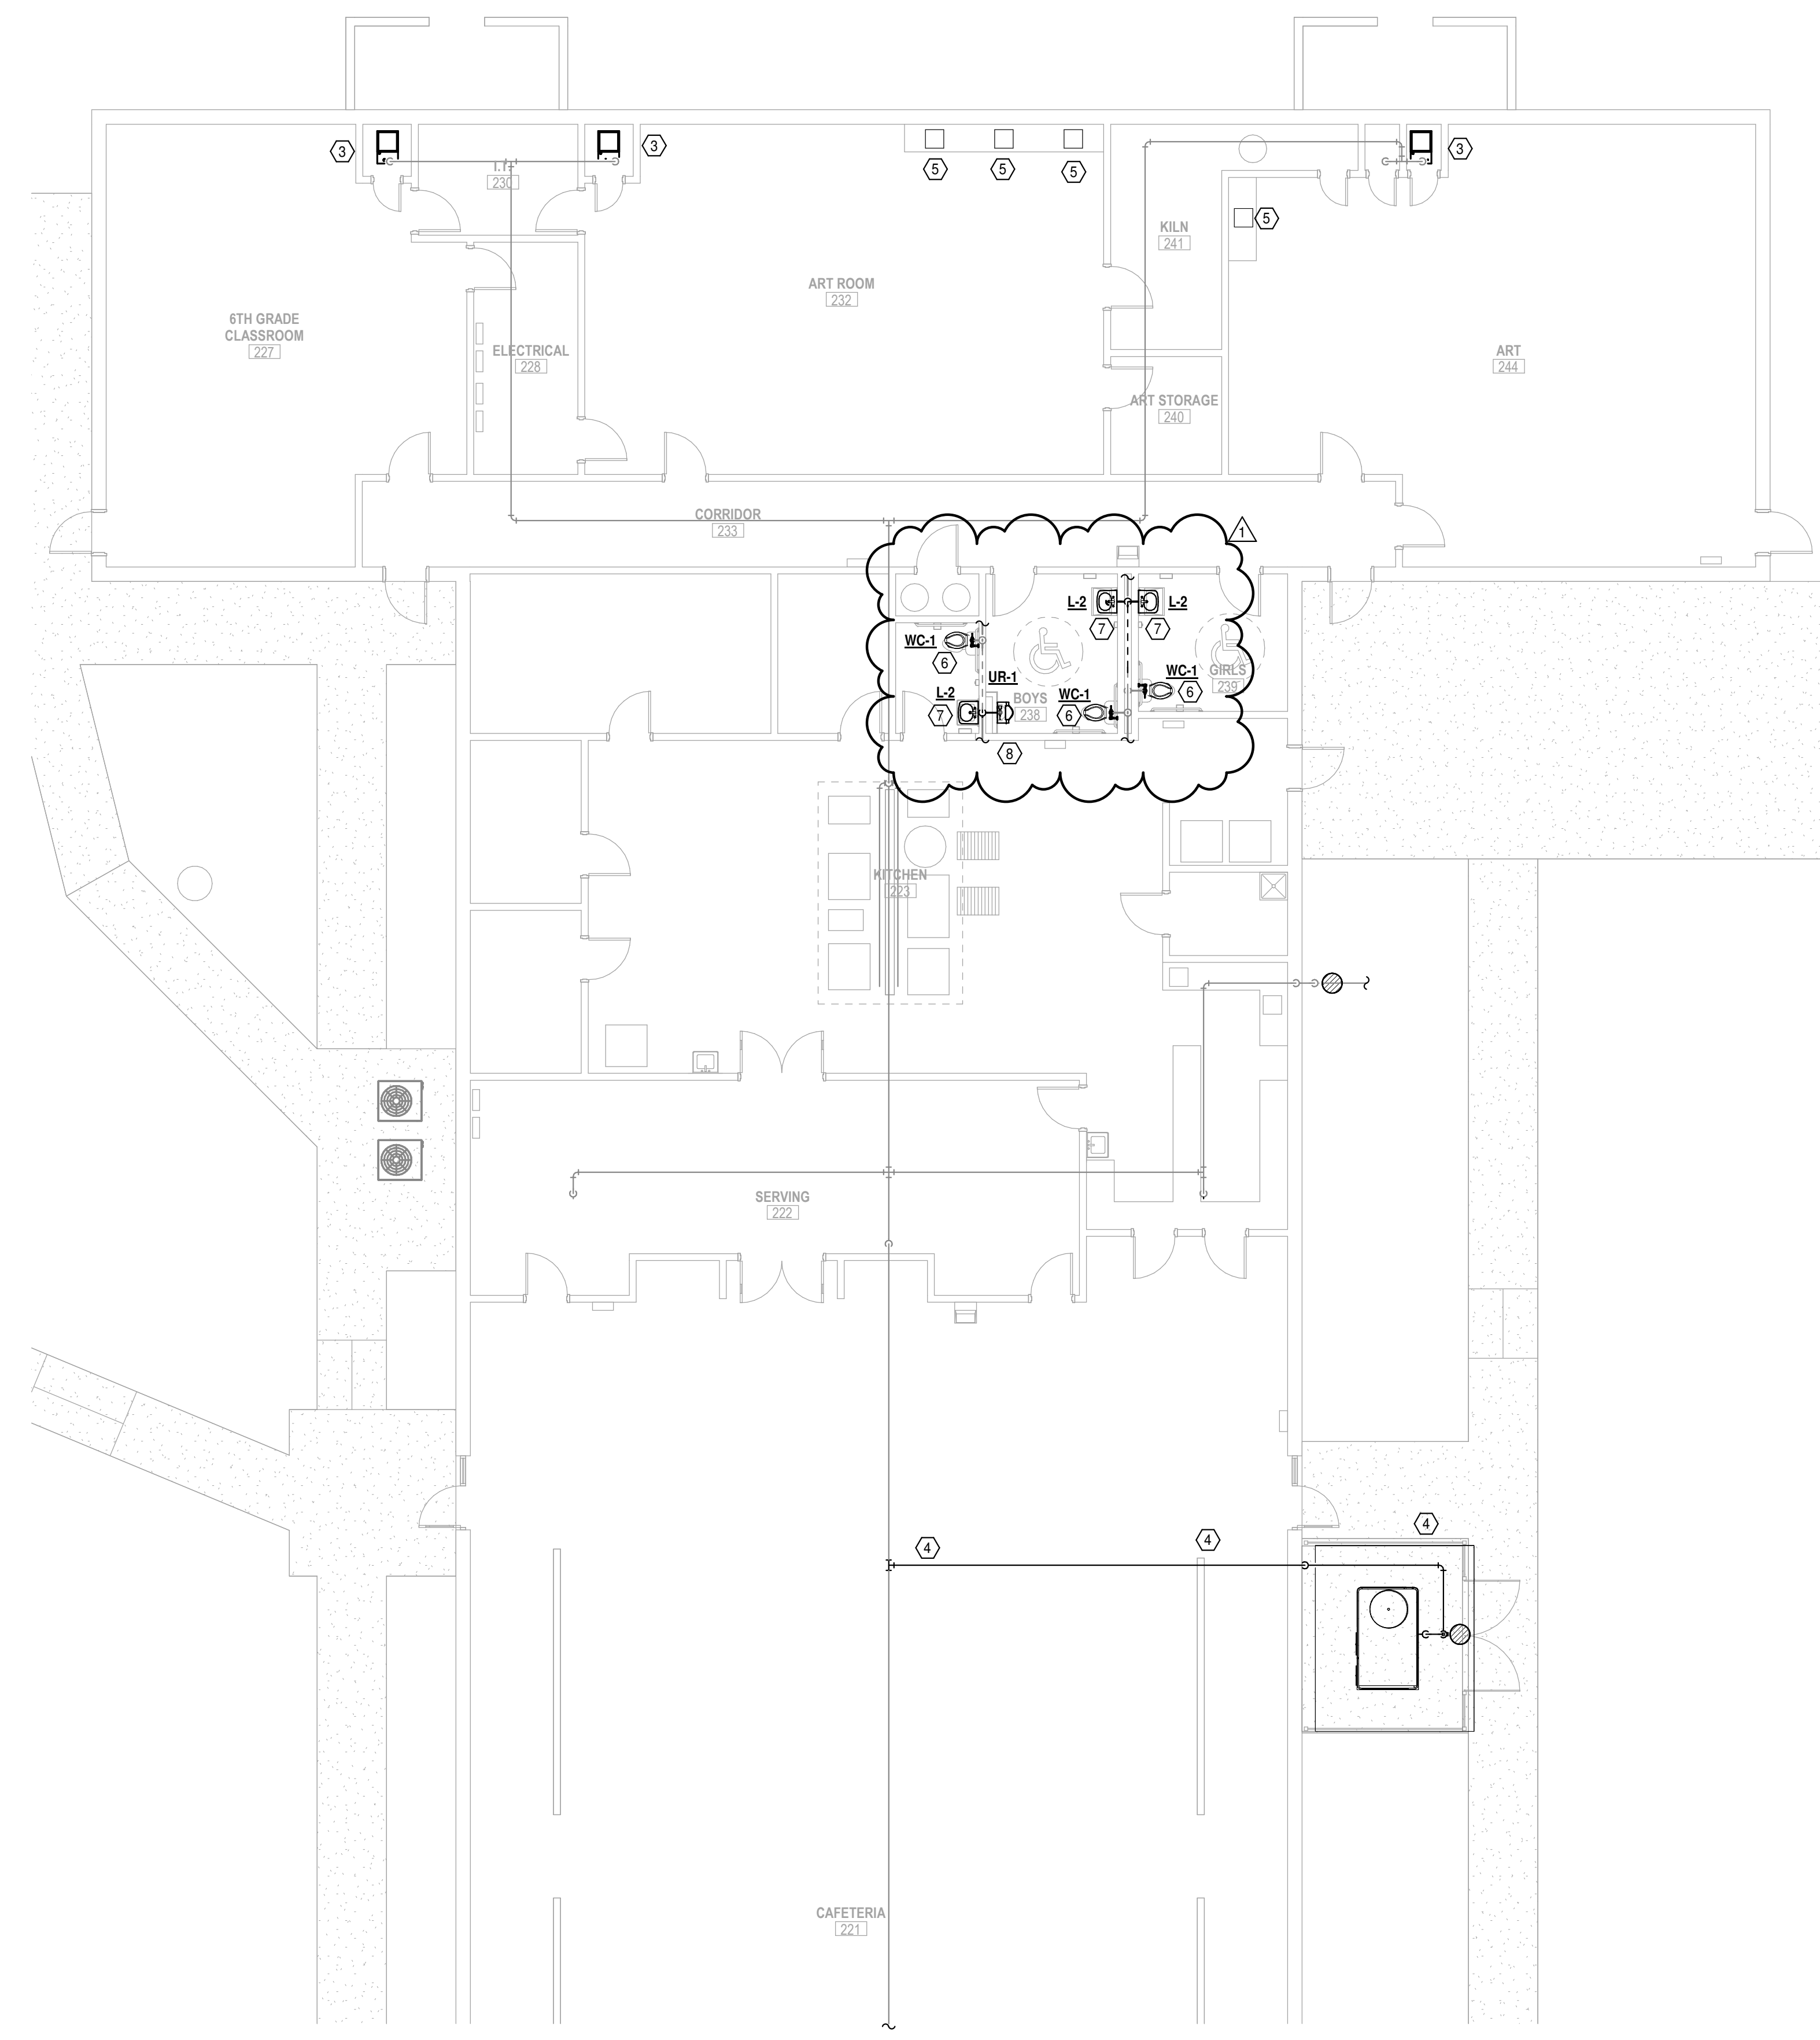 3
3
5
5
5
3
I.T.
230
5
KILN
241
ART ROOM
232
6TH GRADE
CLASSROOM
227
ELECTRICAL
228
ART
244
ART STORAGE
240
CORRIDOR
233
1
L-2
L-2
7
7
WC-1
6
UR-1
WC-1
GIRLS
239
6
L-2
7
BOYS
238
WC-1
6
8
KITCHEN
223
SERVING
222
4
4
4
CAFETERIA
221